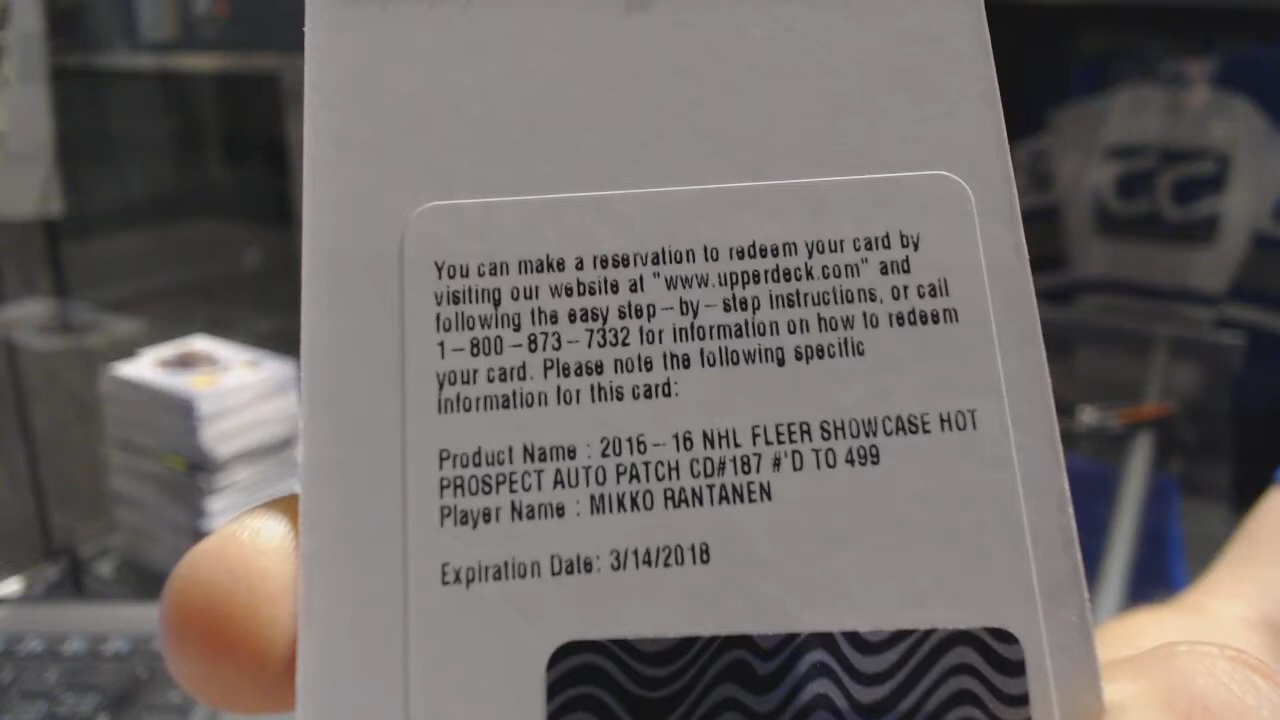 You can make a reservation to redeem your card by
visiting our website at "www.upperdeck.com" and
following the easy step-by-step instructions, or call
1-800-873-7332 for information on how to redeem
your card. Please note the following specific
information for this card:
Product Name : 2015-16 NHL FLEER SHOWCASE HOT
PROSPECT AUTO PATCH CD#187 #'D TO 499
Player Name : MIKKO RANTANEN
Expiration Date: 3/14/2018